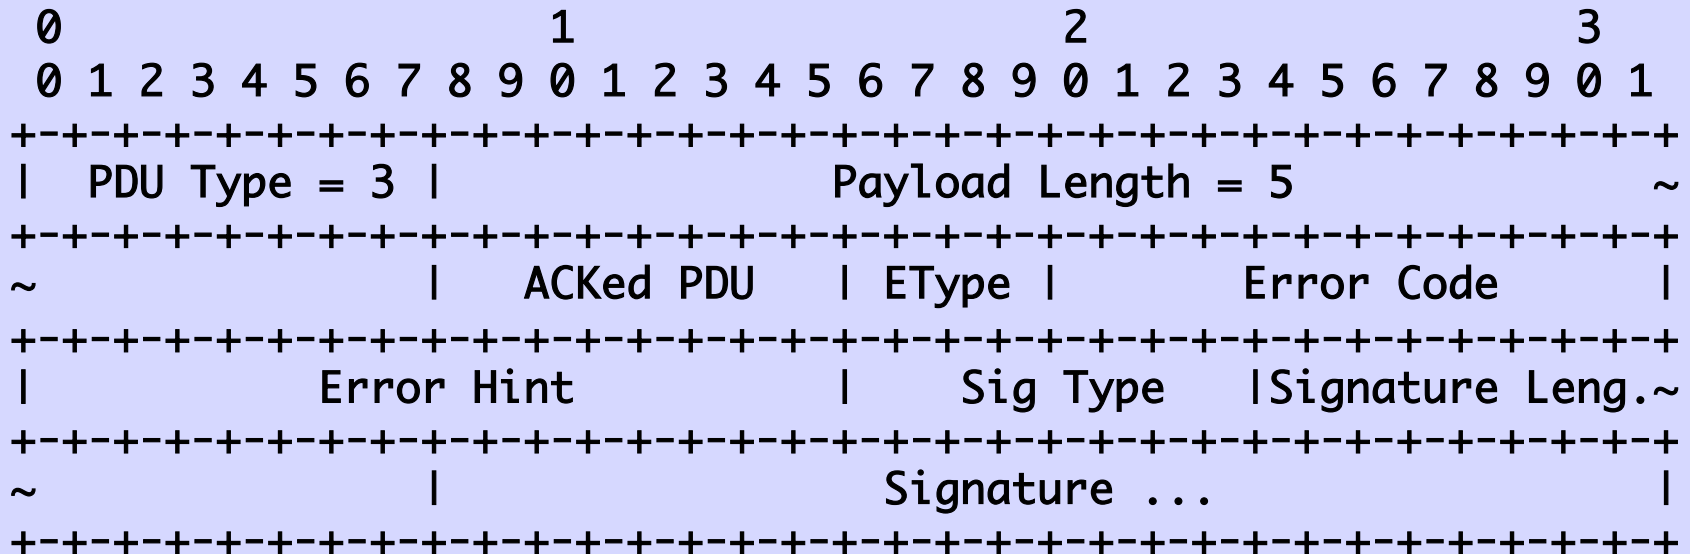 0                   1                   2                   3
 0 1 2 3 4 5 6 7 8 9 0 1 2 3 4 5 6 7 8 9 0 1 2 3 4 5 6 7 8 9 0 1
+-+-+-+-+-+-+-+-+-+-+-+-+-+-+-+-+-+-+-+-+-+-+-+-+-+-+-+-+-+-+-+-+
|  PDU Type = 3 |               Payload Length = 5              ~
+-+-+-+-+-+-+-+-+-+-+-+-+-+-+-+-+-+-+-+-+-+-+-+-+-+-+-+-+-+-+-+-+
~               |   ACKed PDU   | EType |       Error Code      |
+-+-+-+-+-+-+-+-+-+-+-+-+-+-+-+-+-+-+-+-+-+-+-+-+-+-+-+-+-+-+-+-+
|           Error Hint          |    Sig Type   |Signature Leng.~
+-+-+-+-+-+-+-+-+-+-+-+-+-+-+-+-+-+-+-+-+-+-+-+-+-+-+-+-+-+-+-+-+
~               |                 Signature ...                 |
+-+-+-+-+-+-+-+-+-+-+-+-+-+-+-+-+-+-+-+-+-+-+-+-+-+-+-+-+-+-+-+-+